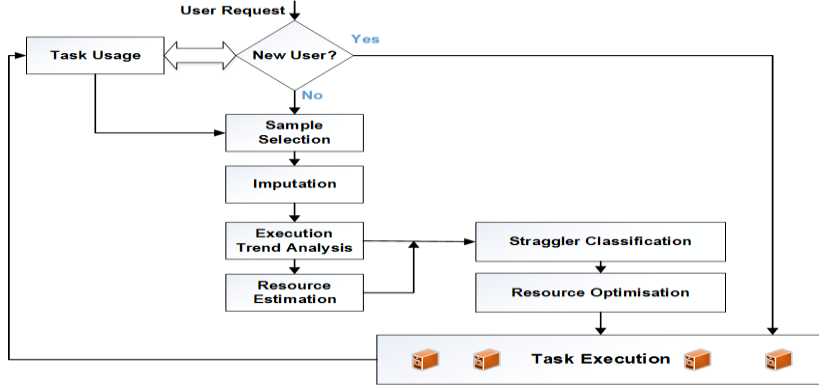 User Request
Yes
Task Usage
New User?
No
Sample
Selection
Imputation
Execution
Trend Analysis
Straggler Classification
Resource
Estimation
Resource Optimisation
Task Execution